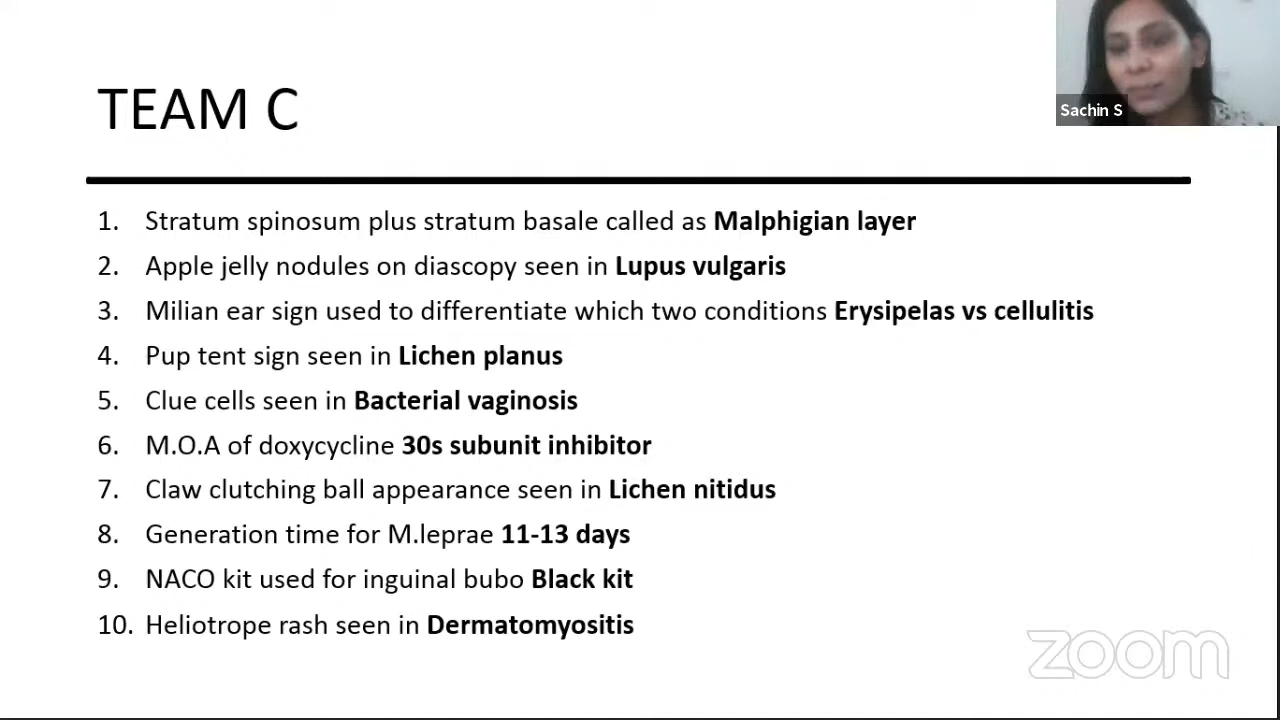 TEAM C
Sachin S
1. Stratum spinosum plus stratum basale called as Malphigian layer
2. Apple jelly nodules on diascopy seen in Lupus vulgaris
3. Milian ear sign used to differentiate which two conditions Erysipelas vs cellulitis
4. Pup tent sign seen in Lichen planus
5. Clue cells seen in Bacterial vaginosis
6. M.O.A of doxycycline 30s subunit inhibitor
7. Claw clutching ball appearance seen in Lichen nitidus
8. Generation time for M.leprae 11-13 days
9. NACO kit used for inguinal bubo Black kit
10. Heliotrope rash seen in Dermatomyositis
zoom